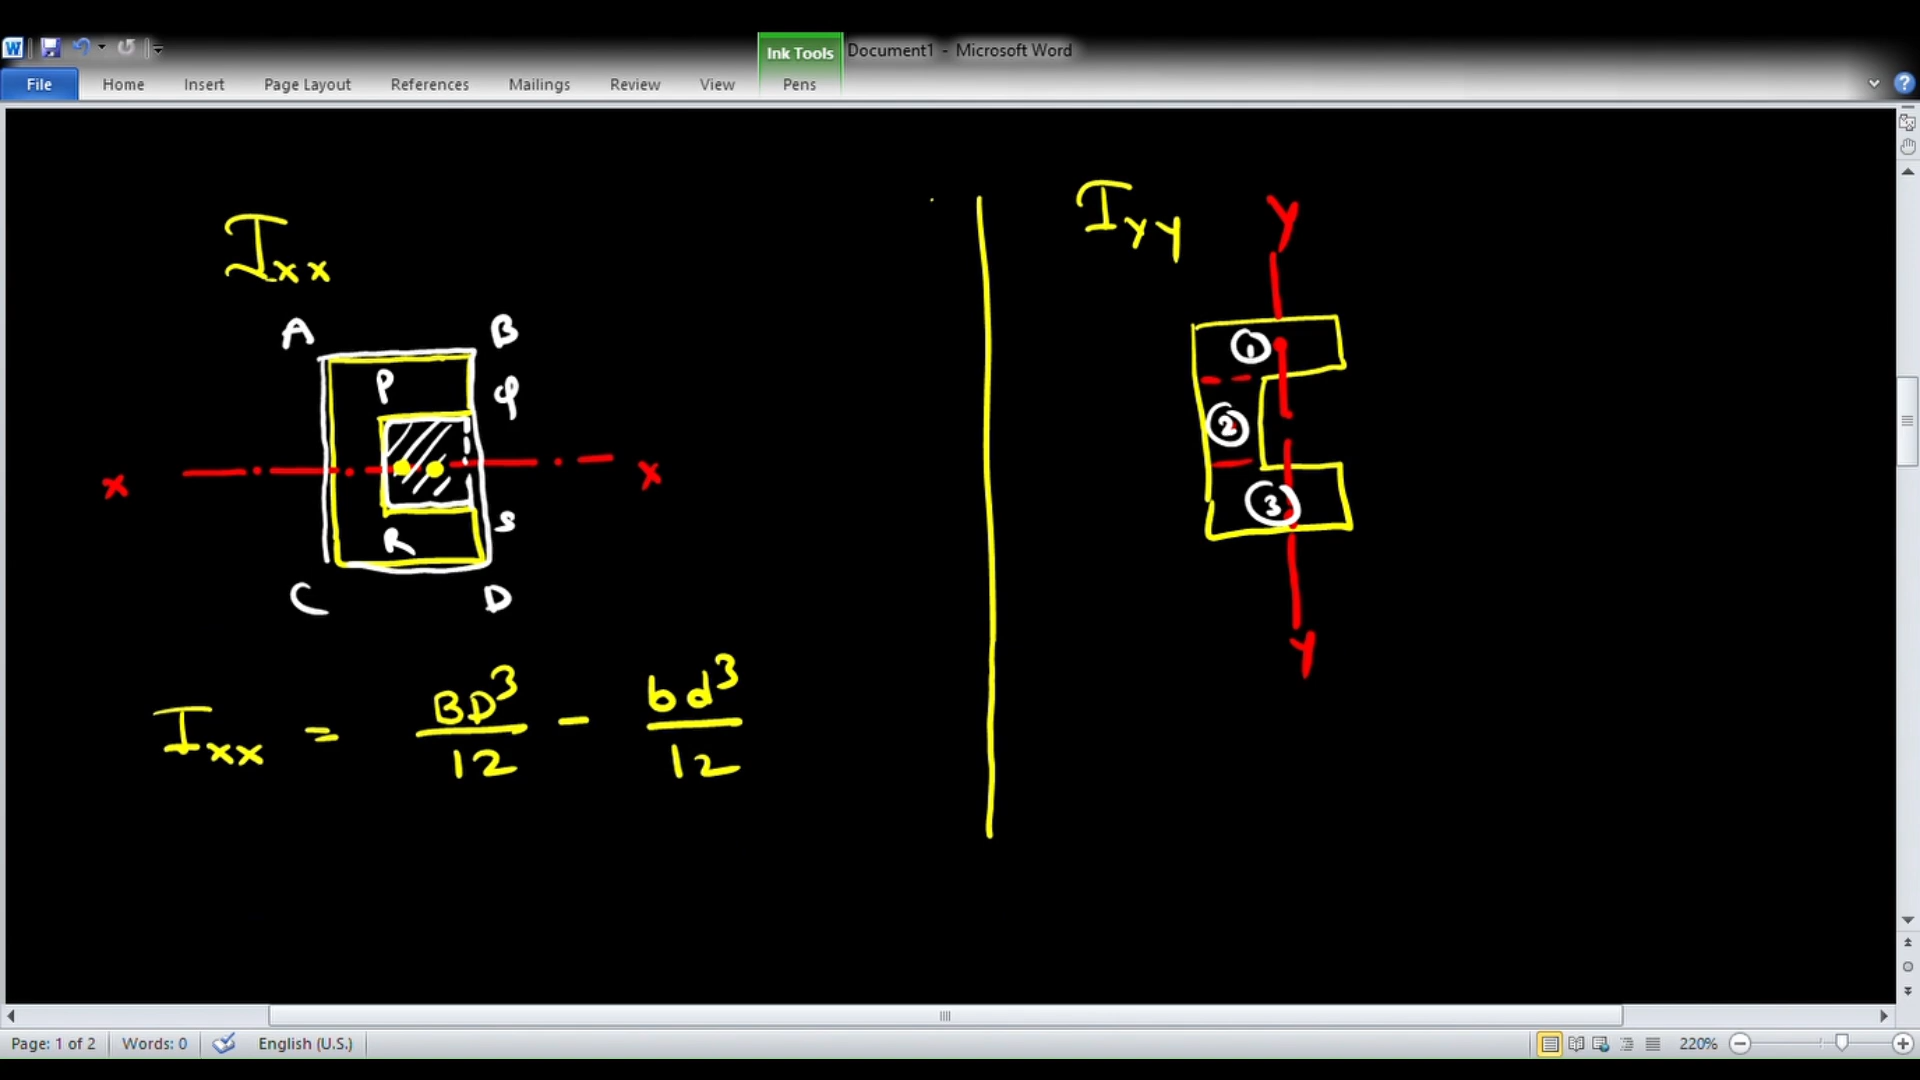 Ink Tools Document1 - Microsoft Word
File Home Insert Page Layout References Mailings Review View Pens
Ixx
A B
P Q
x x
R S
C D
Ixx = BD³/12 - bd³/12
Iyy
y
1
2
3
y
Page: 1 of 2 Words: 0 English (U.S.) 220%